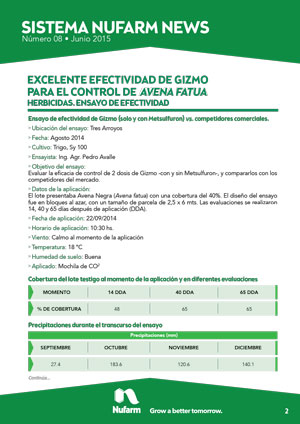 SISTEMA NUFARM NEWS
Número 08 • Junio 2015
EXCELENTE EFECTIVIDAD DE GIZMO
PARA EL CONTROL DE AVENA FATUA
HERBICIDAS. ENSAYO DE EFECTIVIDAD
Ensayo de efectividad de Gizmo (solo y con Metsulfuron) vs. competidores comerciales.
Ubicación del ensayo: Tres Arroyos
Fecha: Agosto 2014
Cultivo: Trigo, Sy 100
Ensayista: Ing. Agr. Pedro Avalle
Objetivo del ensayo:
Evaluar la eficacia de control de 2 dosis de Gizmo -con y sin Metsulfuron-, y compararlos con los
competidores del mercado.
Datos de la aplicación:
El lote presentaba Avena Negra (Avena fatua) con una cobertura del 40%. El diseño del ensayo
fue en bloques al azar, con un tamaño de parcela de 2,5 x 6 mts. Las evaluaciones se realizaron
14, 40 y 65 días después de aplicación (DDA).
Fecha de aplicación: 22/09/2014
Horario de aplicación: 10:30 hs.
Viento: Calmo al momento de la aplicación
Temperatura: 18 ºC
Humedad de suelo: Buena
Aplicado: Mochila de CO²
Cobertura del lote testigo al momento de la aplicación y en diferentes evaluaciones
MOMENTO 14 DDA 40 DDA 65 DDA
% DE COBERTURA 48 65 65
Precipitaciones durante el transcurso del ensayo
Precipitaciones (mm)
SEPTIEMBRE OCTUBRE NOVIEMBRE DICIEMBRE
27.4 183.6 120.6 140.1
Continúa...
Nufarm
Grow a better tomorrow.
2